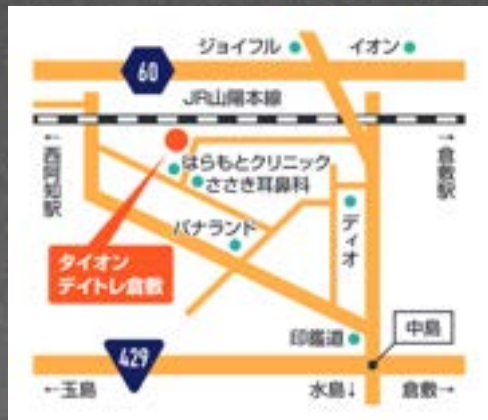 ジョイフル
イオン
60
JR山陽本線
←西阿知駅
→倉敷駅
はらもとクリニック
ささき耳鼻科
バナランド
ディオ
タイオン
デイトレ倉敷
印鑑道
中島
429
←玉島
水島↓
倉敷→